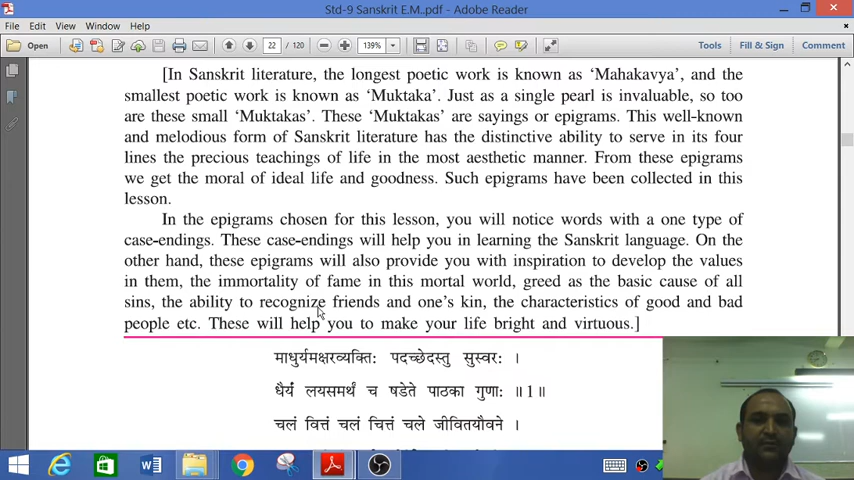 Std-9 Sanskrit E.M..pdf - Adobe Reader
File Edit View Window Help
Open 22 / 120 139% Tools Fill & Sign Comment
[In Sanskrit literature, the longest poetic work is known as ‘Mahakavya’, and the
smallest poetic work is known as ‘Muktaka’. Just as a single pearl is invaluable, so too
are these small ‘Muktakas’. These ‘Muktakas’ are sayings or epigrams. This well-known
and melodious form of Sanskrit literature has the distinctive ability to serve in its four
lines the precious teachings of life in the most aesthetic manner. From these epigrams
we get the moral of ideal life and goodness. Such epigrams have been collected in this
lesson.
In the epigrams chosen for this lesson, you will notice words with a one type of
case-endings. These case-endings will help you in learning the Sanskrit language. On the
other hand, these epigrams will also provide you with inspiration to develop the values
in them, the immortality of fame in this mortal world, greed as the basic cause of all
sins, the ability to recognize friends and one’s kin, the characteristics of good and bad
people etc. These will help you to make your life bright and virtuous.]
माधुर्यमक्षरव्यक्तिः पदच्छेदस्तु सुस्वरः ।
धैर्यं लयसमर्थं च षडेते पाठका गुणाः ॥1॥
चलं वित्तं चलं चित्तं चले जीवितयौवने ।